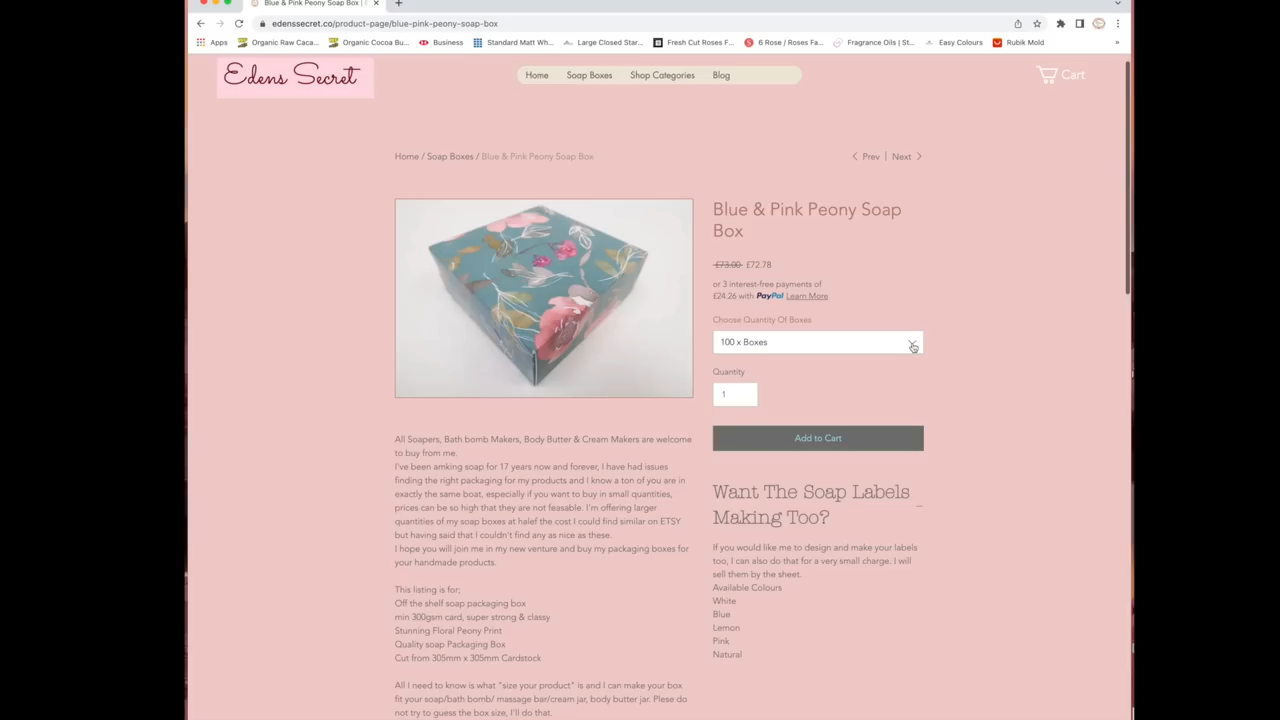 Blue & Pink Peony Soap Box |
edenssecret.co/product-page/blue-pink-peony-soap-box
Apps Organic Raw Caca... Organic Cocoa Bu... Business Standard Matt Wh... Large Closed Star... Fresh Cut Roses F... 6 Rose / Roses Fa... Fragrance Oils | St... Easy Colours Rubik Mold »
Edens Secret
Home Soap Boxes Shop Categories Blog
Cart
Home / Soap Boxes / Blue & Pink Peony Soap Box
Prev | Next
Blue & Pink Peony Soap
Box
£73.00 £72.78
or 3 interest-free payments of
£24.26 with PayPal Learn More
Choose Quantity Of Boxes
100 x Boxes
Quantity
1
Add to Cart
All Soapers, Bath bomb Makers, Body Butter & Cream Makers are welcome
to buy from me.
I've been amking soap for 17 years now and forever, I have had issues
finding the right packaging for my products and I know a ton of you are in
exactly the same boat, especially if you want to buy in small quantities,
prices can be so high that they are not feasable. I'm offering larger
quantities of my soap boxes at halef the cost I could find similar on ETSY
but having said that I couldn't find any as nice as these.
I hope you will join me in my new venture and buy my packaging boxes for
your handmade products.
This listing is for;
Off the shelf soap packaging box
min 300gsm card, super strong & classy
Stunning Floral Peony Print
Quality soap Packaging Box
Cut from 305mm x 305mm Cardstock
All I need to know is what "size your product" is and I can make your box
fit your soap/bath bomb/ massage bar/cream jar, body butter jar. Plese do
not try to guess the box size, I'll do that.
Want The Soap Labels
Making Too?
If you would like me to design and make your labels
too, I can also do that for a very small charge. I will
sell them by the sheet.
Available Colours
White
Blue
Lemon
Pink
Natural